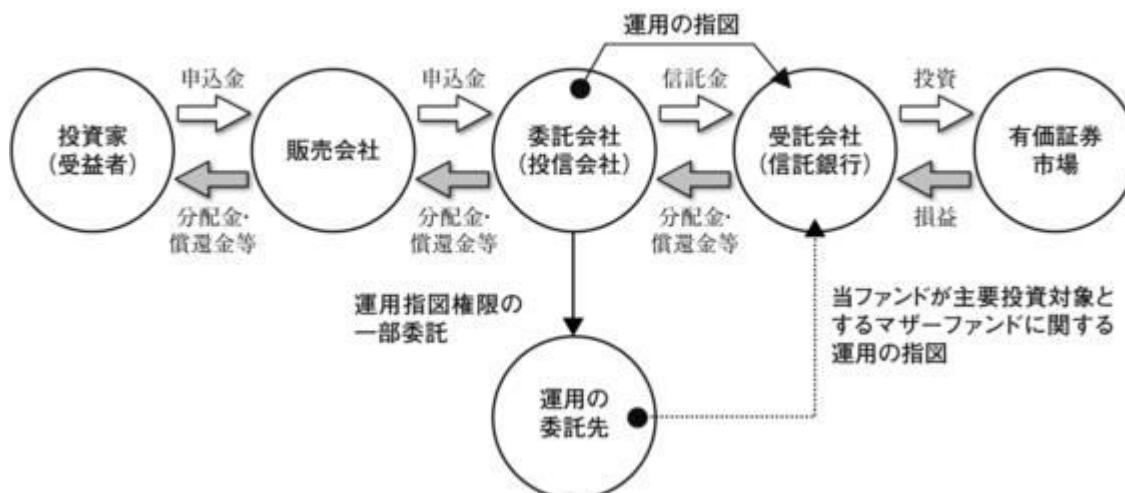 運用の指図
申込金
申込金
信託金
投資
投資家
(受益者)
販売会社
委託会社
(投信会社)
受託会社
(信託銀行)
有価証券
市場
分配金・
償還金等
分配金・
償還金等
分配金・
償還金等
損益
運用指図権限の
一部委託
当ファンドが主要投資対象と
するマザーファンドに関する
運用の指図
運用の
委託先